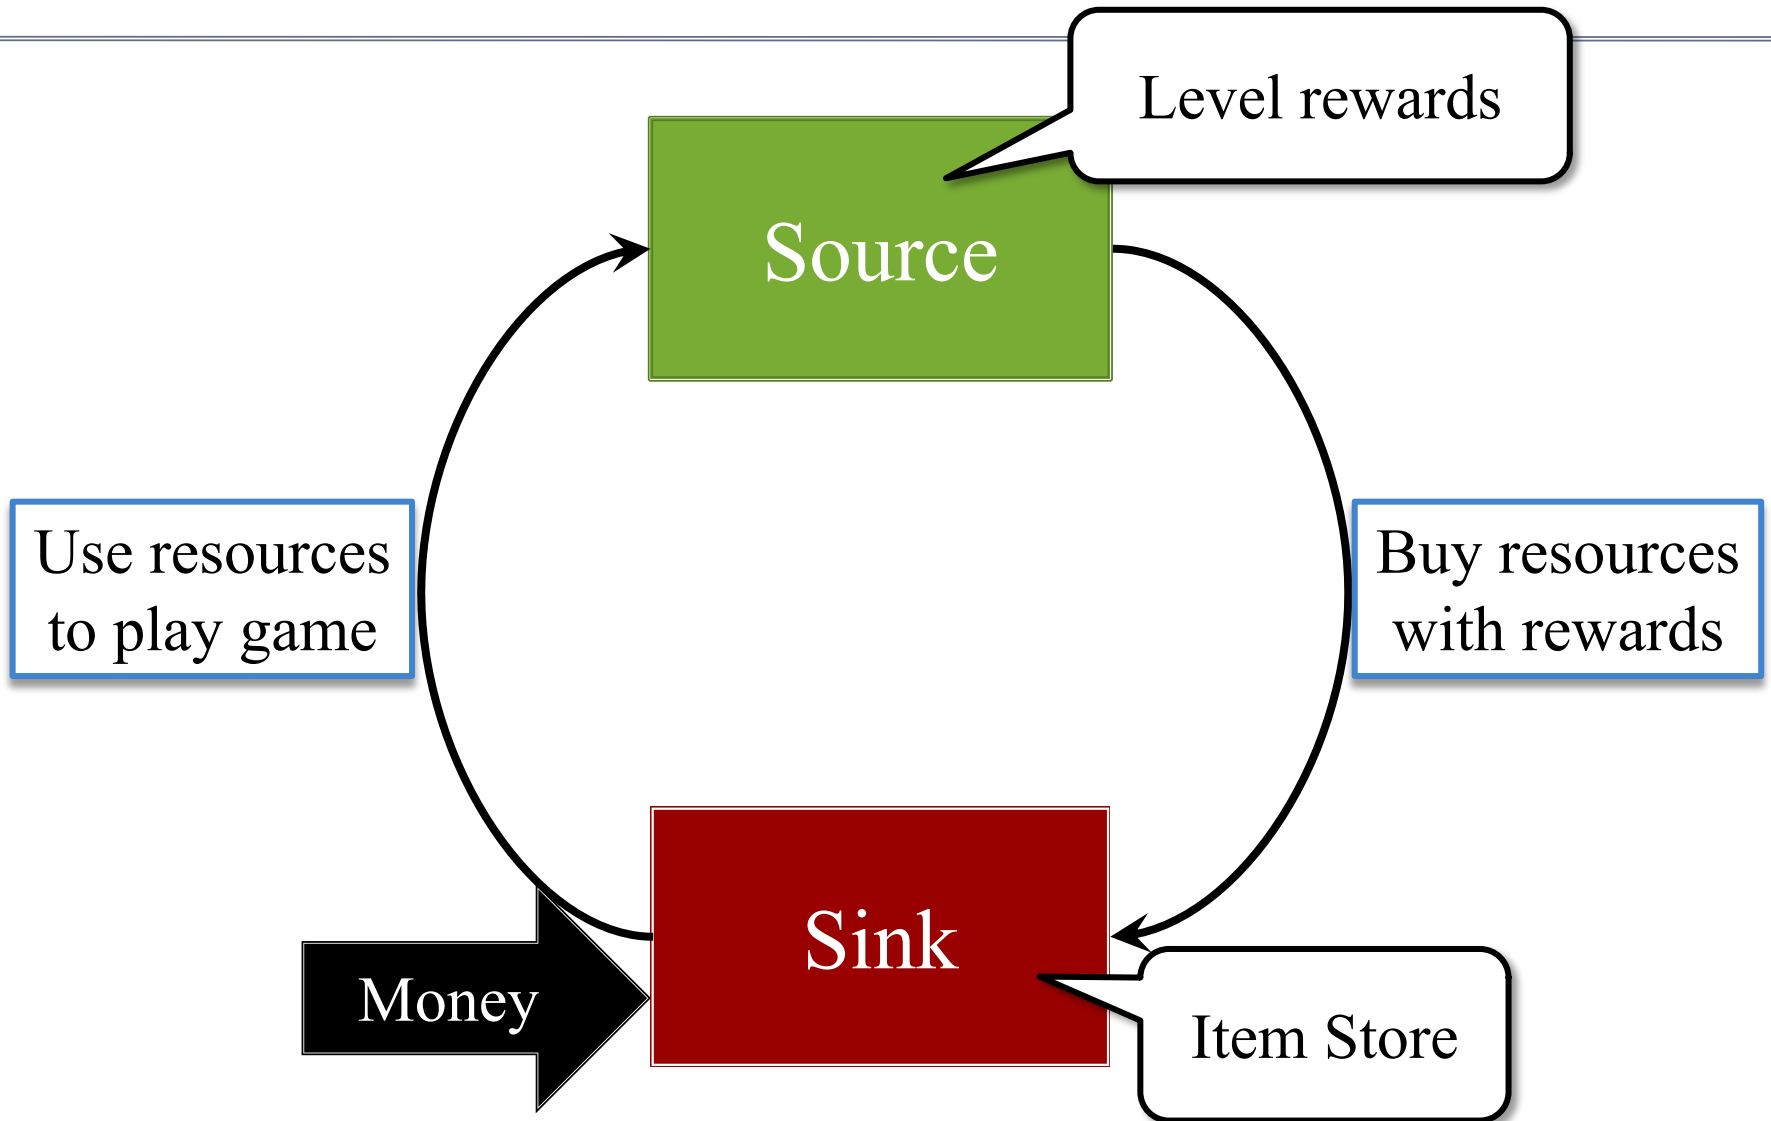 Level rewards
Source
Use resources
to play game
Buy resources
with rewards
Sink
Money
Item Store